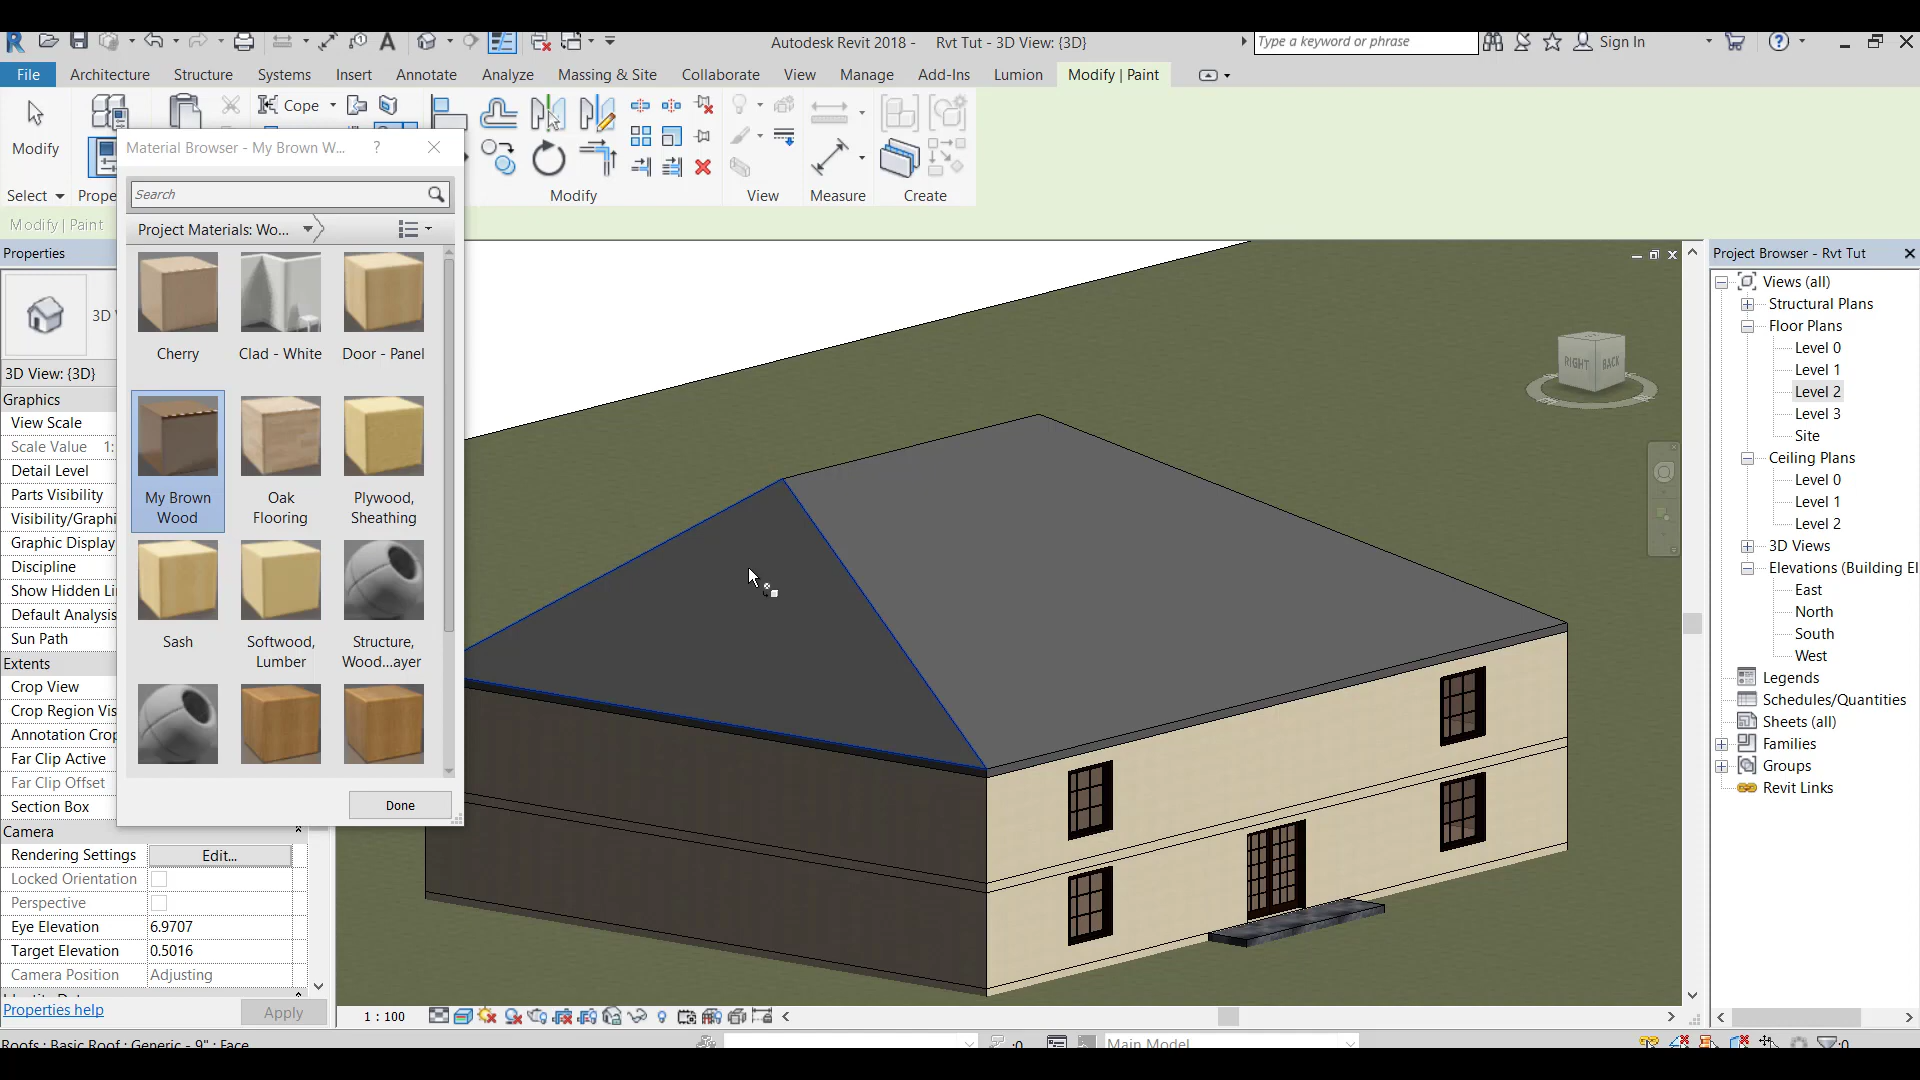 Autodesk Revit 2018 - Rvt Tut - 3D View: {3D}
Type a keyword or phrase
Sign In
File Architecture Structure Systems Insert Annotate Analyze Massing & Site Collaborate View Manage Add-Ins Lumion Modify | Paint
Cope
Modify
Select
Modify
View
Measure
Create
Modify | Paint
Material Browser - My Brown W... ?
Search
Project Materials: Wo...
Cherry
Clad - White
Door - Panel
My Brown
Wood
Oak
Flooring
Plywood,
Sheathing
Sash
Softwood,
Lumber
Structure,
Wood...ayer
Done
Properties
3D View: {3D}
Graphics
View Scale
Scale Value 1:
Detail Level
Parts Visibility
Visibility/Graphi
Graphic Display
Discipline
Show Hidden Li
Default Analysis
Sun Path
Extents
Crop View
Crop Region Vis
Annotation Crop
Far Clip Active
Far Clip Offset
Section Box
Camera
Rendering Settings Edit...
Locked Orientation
Perspective
Eye Elevation 6.9707
Target Elevation 0.5016
Camera Position Adjusting
Properties help
Apply
RIGHT BACK
1 : 100
Project Browser - Rvt Tut
Views (all)
Structural Plans
Floor Plans
Level 0
Level 1
Level 2
Level 3
Site
Ceiling Plans
Level 0
Level 1
Level 2
3D Views
Elevations (Building El
East
North
South
West
Legends
Schedules/Quantities
Sheets (all)
Families
Groups
Revit Links
Roofs : Basic Roof : Generic - 9" : Face
:0
Main Model
:0